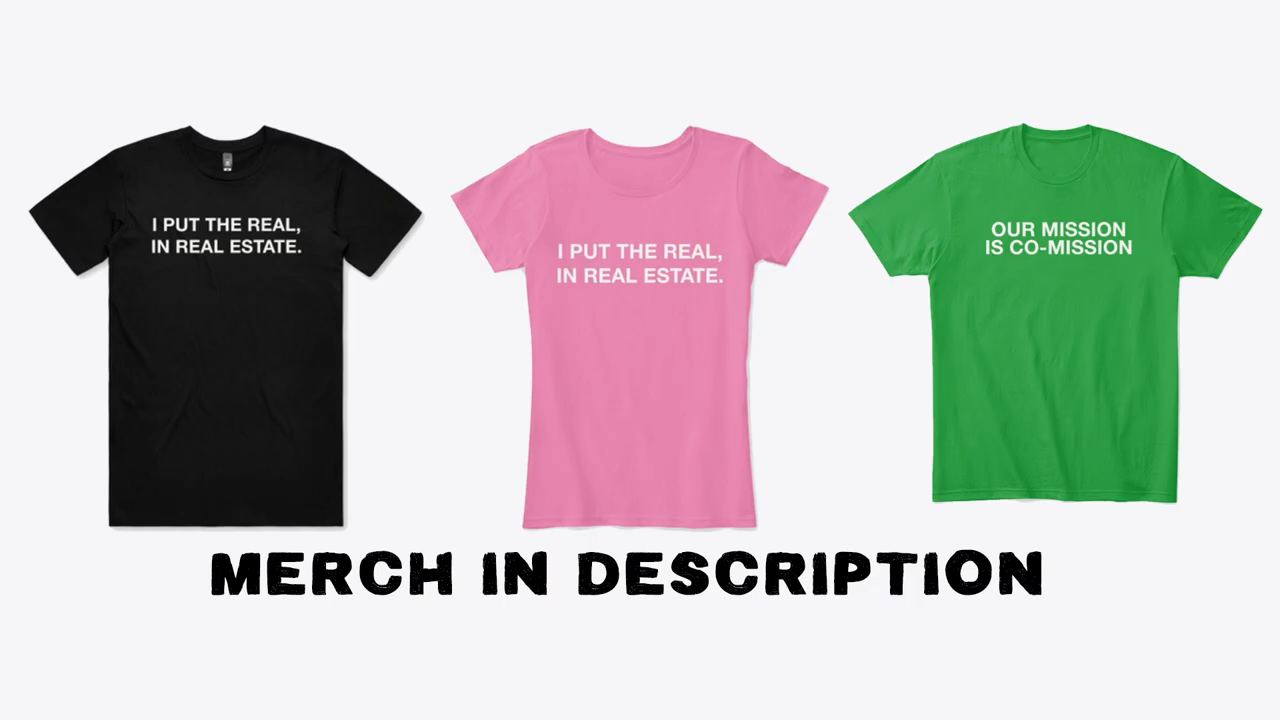 I PUT THE REAL,
IN REAL ESTATE.
I PUT THE REAL,
IN REAL ESTATE.
OUR MISSION
IS CO-MISSION
MERCH IN DESCRIPTION